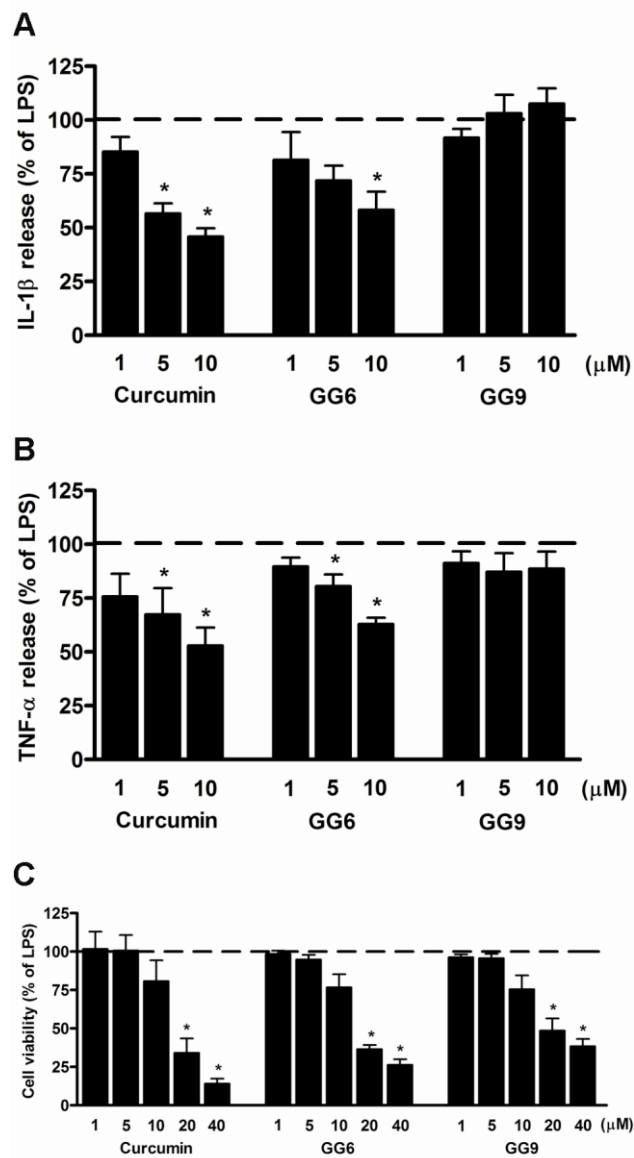 A
IL-1β release (% of LPS)
125
100
75
50
25
0
1 5 10 1 5 10 1 5 10 (μM)
Curcumin GG6 GG9
* * *
B
TNF-α release (% of LPS)
125
100
75
50
25
0
1 5 10 1 5 10 1 5 10 (μM)
Curcumin GG6 GG9
* * * *
C
Cell viability (% of LPS)
125
100
75
50
25
0
1 5 10 20 40 1 5 10 20 40 1 5 10 20 40 (μM)
Curcumin GG6 GG9
* * * * * *